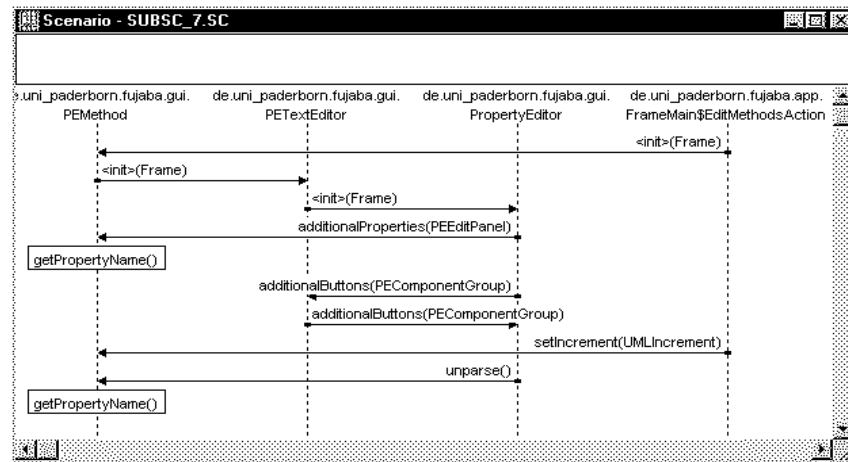 Scenario - SUBSC_7.SC
.uni_paderborn.fujaba.gui. de.uni_paderborn.fujaba.gui. de.uni_paderborn.fujaba.gui. de.uni_paderborn.fujaba.app.
PEMethod PETextEditor PropertyEditor FrameMain$EditMethodsAction
<init>(Frame)
<init>(Frame)
<init>(Frame)
additionalProperties(PEEditPanel)
getPropertyName()
additionalButtons(PEComponentGroup)
additionalButtons(PEComponentGroup)
setIncrement(UMLIncrement)
unparse()
getPropertyName()